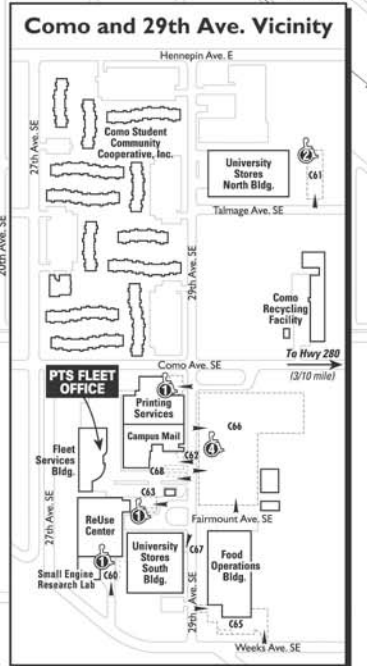 Como and 29th Ave. Vicinity
Hennepin Ave. E
27th Ave. SE
Como Student
Community
Cooperative, Inc.
University
Stores
North Bldg.
2
C61
Talmage Ave. SE
20th Ave. SE
29th Ave. SE
Como
Recycling
Facility
To Hwy 280
(3/10 mile)
Como Ave. SE
PTS FLEET
OFFICE
1
Printing
Services
Campus Mail
C66
4
C62
C68
Fleet
Services
Bldg.
C63
1
ReUse
Center
Fairmount Ave. SE
27th Ave. SE
University
Stores
South
Bldg.
C67
Food
Operations
Bldg.
1
Small Engine
Research Lab
C60
29th Ave. SE
C65
Weeks Ave. SE